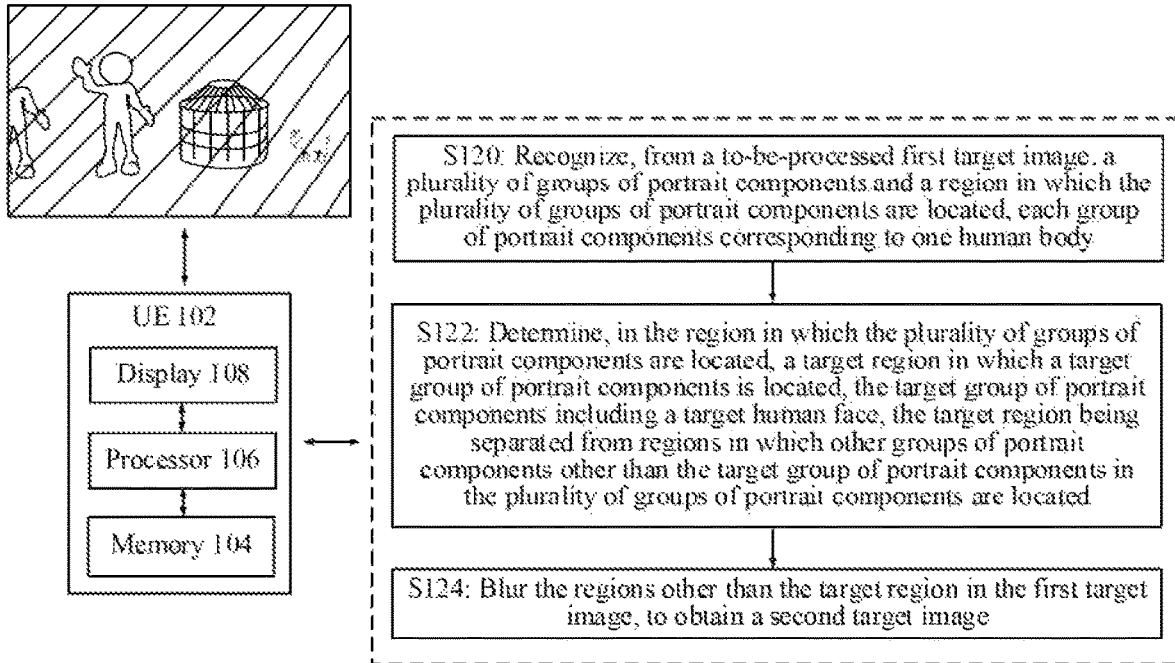 S120: Recognize, from a to-be-processed first target image, a
plurality of groups of portrait components and a region in which the
plurality of groups of portrait components are located, each group
of portrait components corresponding to one human body
UE 102
Display 108
Processor 106
Memory 104
S122: Determine, in the region in which the plurality of groups of
portrait components are located, a target region in which a target
group of portrait components is located, the target group of portrait
components including a target human face, the target region being
separated from regions in which other groups of portrait
components other than the target group of portrait components in
the plurality of groups of portrait components are located
S124: Blur the regions other than the target region in the first target
image, to obtain a second target image